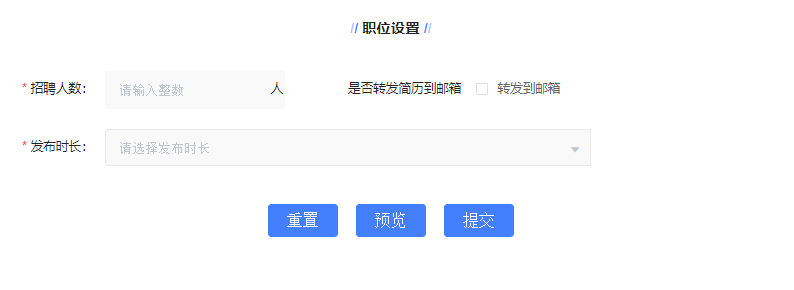 // 职位设置 //
* 招聘人数： 请输入整数 人 是否转发简历到邮箱 转发到邮箱
* 发布时长： 请选择发布时长
重置 预览 提交